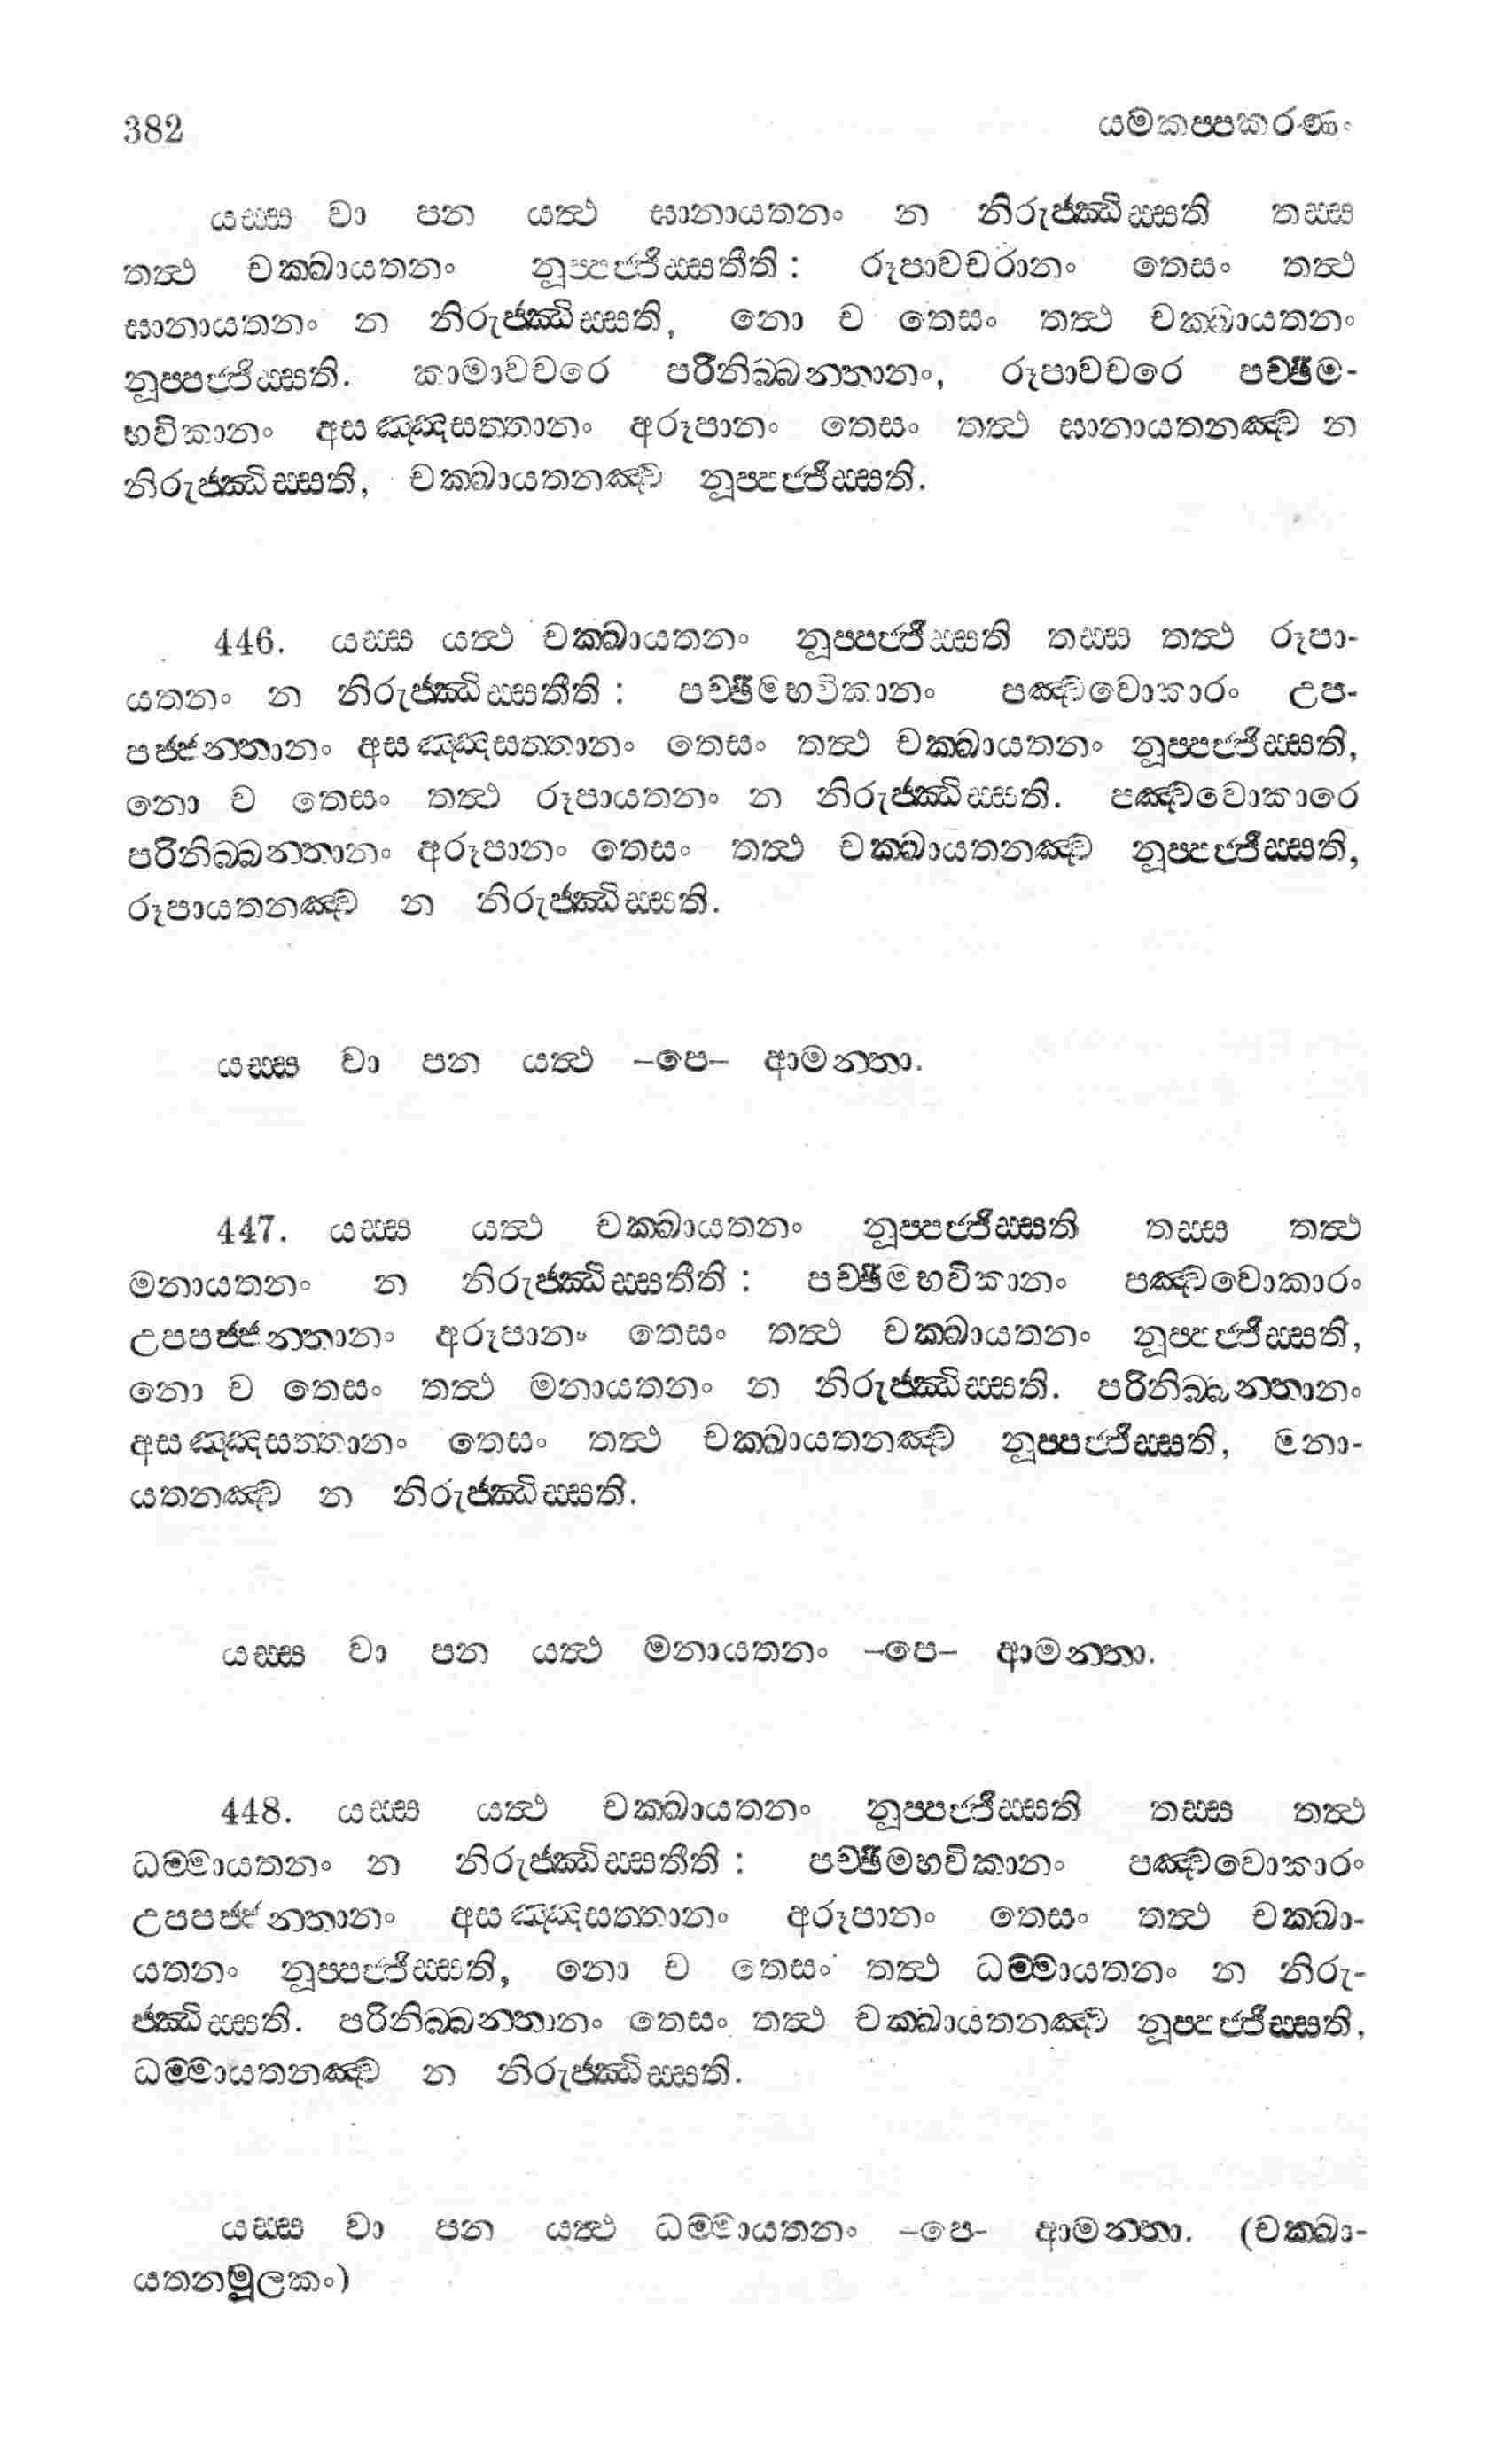 382 යමකප්පකරණං
යස්ස වා පන යත්ථ ඝානායතනං න නිරුජ්ඣිස්සති තස්ස
තත්ථ චක්ඛායතනං නූප්පජ්ජිස්සතීති : රූපාවචරානං තෙසං තත්ථ
ඝානායතනං න නිරුජ්ඣිස්සති, නො ච තෙසං තත්ථ චක්ඛායතනං
නූප්පජ්ජිස්සති. කාමාවචරෙ පරිනිබ්බන්තානං, රූපාවචරෙ පච්ඡිම-
භවිකානං අසඤ්ඤසත්තානං අරූපානං තෙසං තත්ථ ඝානායතනඤ්ච න
නිරුජ්ඣිස්සති, චක්ඛායතනඤ්ච නූප්පජ්ජිස්සති.
446. යස්ස යත්ථ චක්ඛායතනං නූප්පජ්ජිස්සති තස්ස තත්ථ රූපා-
යතනං න නිරුජ්ඣිස්සතීති : පච්ඡිමභවිකානං පඤ්චවොකාරං උප-
පජ්ජන්තානං අසඤ්ඤසත්තානං තෙසං තත්ථ චක්ඛායතනං නූප්පජ්ජිස්සති,
නො ච තෙසං තත්ථ රූපායතනං න නිරුජ්ඣිස්සති. පඤ්චවොකාරෙ
පරිනිබ්බන්තානං අරූපානං තෙසං තත්ථ චක්ඛායතනඤ්ච නූප්පජ්ජිස්සති,
රූපායතනඤ්ච න නිරුජ්ඣිස්සති.
යස්ස වා පන යත්ථ –පෙ– ආමන්තා.
447. යස්ස යත්ථ චක්ඛායතනං නූප්පජ්ජිස්සති තස්ස තත්ථ
මනායතනං න නිරුජ්ඣිස්සතීති : පච්ඡිමභවිකානං පඤ්චවොකාරං
උපපජ්ජන්තානං අරූපානං තෙසං තත්ථ චක්ඛායතනං නූප්පජ්ජිස්සති,
නො ච තෙසං තත්ථ මනායතනං න නිරුජ්ඣිස්සති. පරිනිබ්බන්තානං
අසඤ්ඤසත්තානං තෙසං තත්ථ චක්ඛායතනඤ්ච නූප්පජ්ජිස්සති, මනා-
යතනඤ්ච න නිරුජ්ඣිස්සති.
යස්ස වා පන යත්ථ මනායතනං –පෙ– ආමන්තා.
448. යස්ස යත්ථ චක්ඛායතනං නූප්පජ්ජිස්සති තස්ස තත්ථ
ධම්මායතනං න නිරුජ්ඣිස්සතීති : පච්ඡිමභවිකානං පඤ්චවොකාරං
උපපජ්ජන්තානං අසඤ්ඤසත්තානං අරූපානං තෙසං තත්ථ චක්ඛා-
යතනං නූප්පජ්ජිස්සති, නො ච තෙසං තත්ථ ධම්මායතනං න නිරු-
ජ්ඣිස්සති. පරිනිබ්බන්තානං තෙසං තත්ථ චක්ඛායතනඤ්ච නූප්පජ්ජිස්සති,
ධම්මායතනඤ්ච න නිරුජ්ඣිස්සති.
යස්ස වා පන යත්ථ ධම්මායතනං –පෙ– ආමන්තා. (චක්ඛා-
යතනමූලකං)